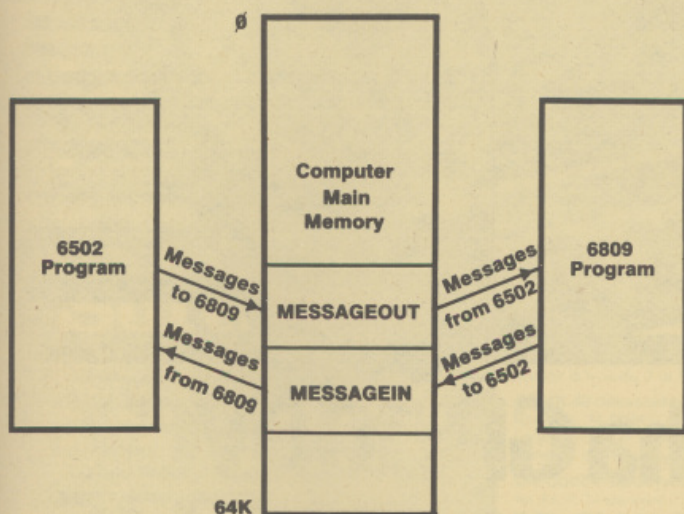 Ø
Computer
Main
Memory
6502
Program
Messages
to 6809
Messages
from 6809
MESSAGEOUT
MESSAGEIN
Messages
from 6502
Messages
to 6502
6809
Program
64K